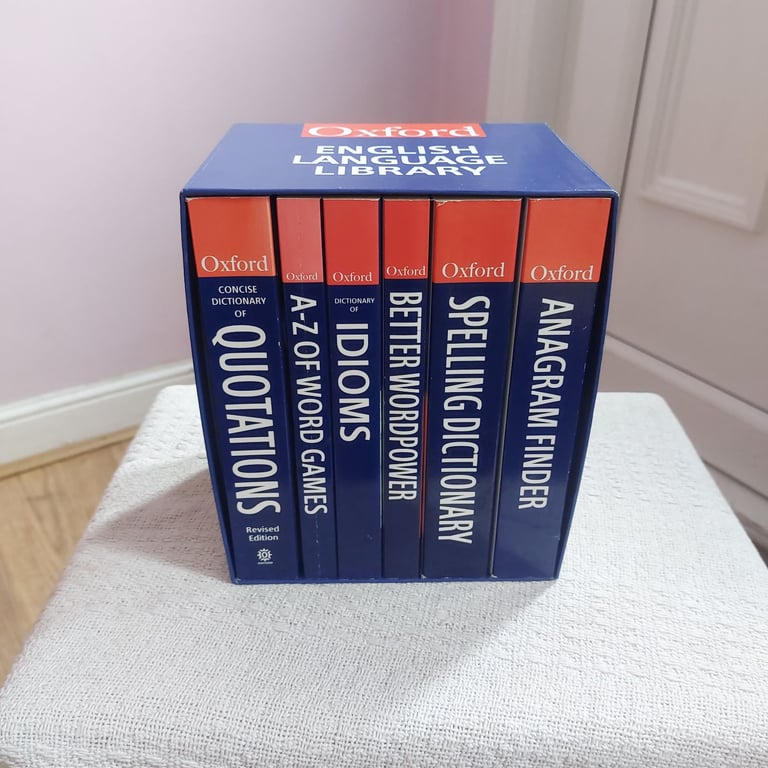 Oxford
ENGLISH
LANGUAGE
LIBRARY
Oxford
CONCISE
DICTIONARY
OF
QUOTATIONS
Revised
Edition
Oxford
A-Z OF WORD GAMES
Oxford
DICTIONARY
OF
IDIOMS
Oxford
BETTER WORDPOWER
Oxford
SPELLING DICTIONARY
Oxford
ANAGRAM FINDER